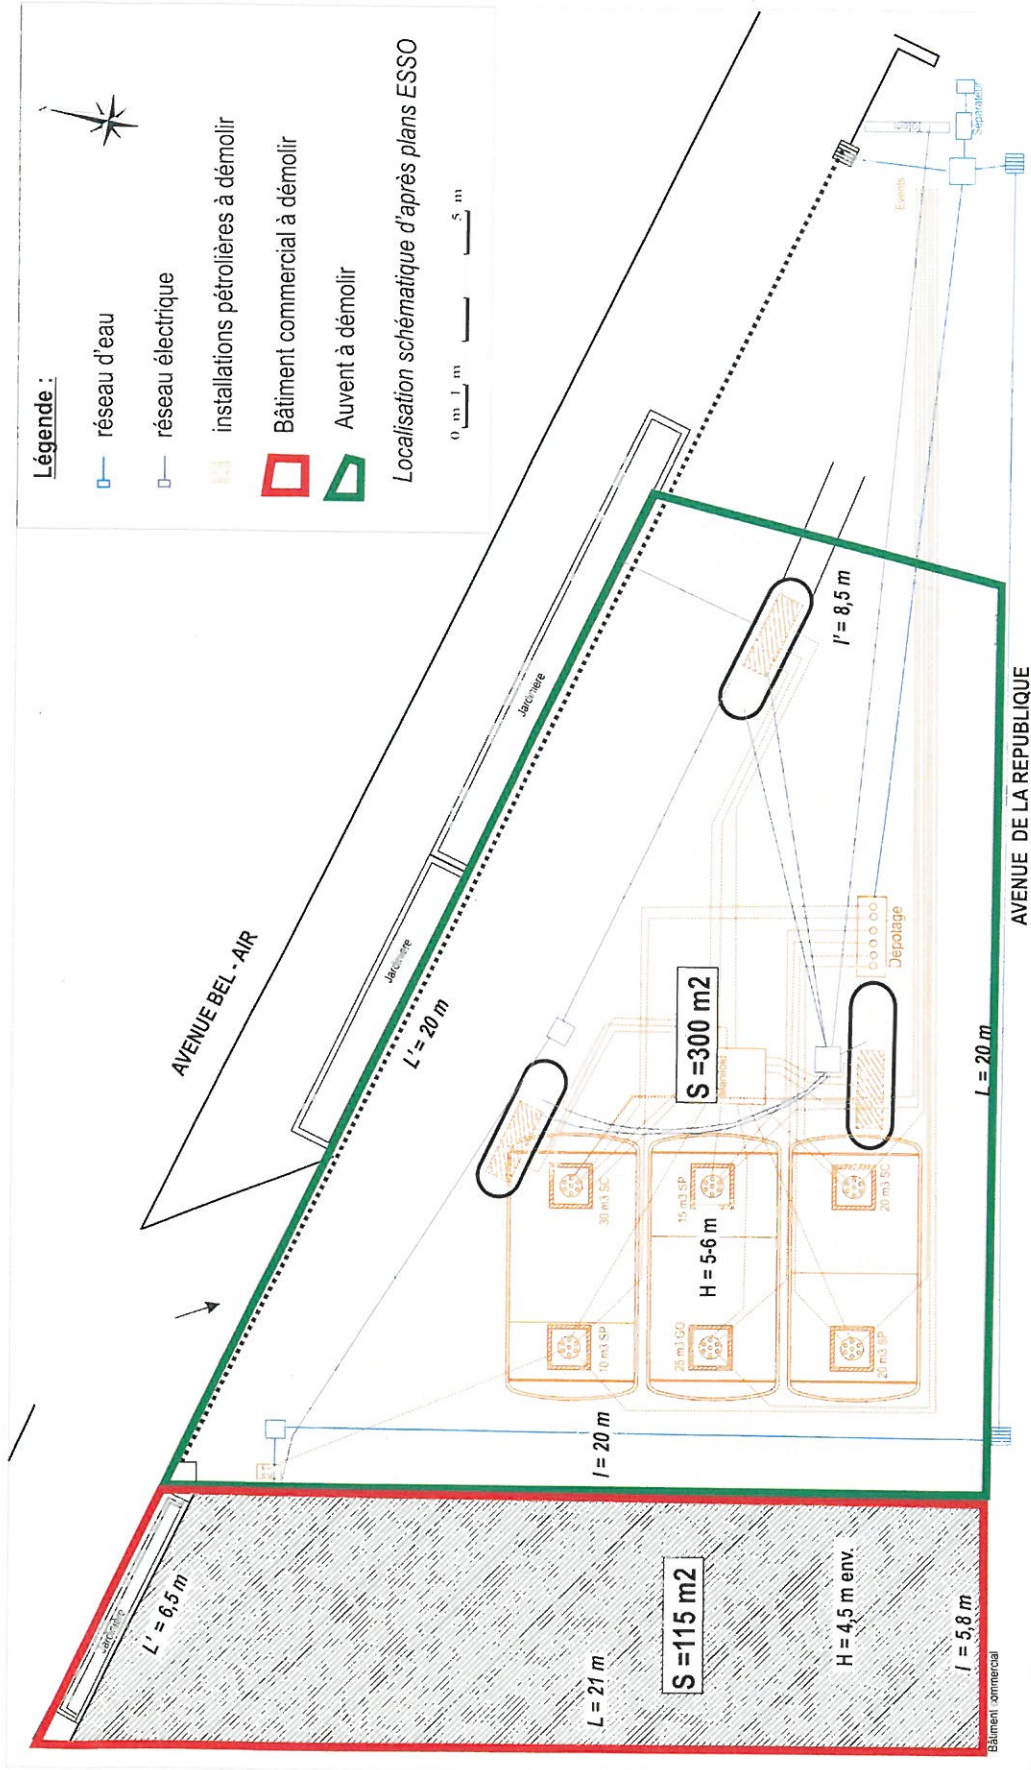 Légende :
réseau d'eau
réseau électrique
installations pétrolières à démolir
Bâtiment commercial à démolir
Auvent à démolir
Localisation schématique d'après plans ESSO
0 m 1 m
5 m
AVENUE BEL - AIR
Jardinière
L' = 6,5 m
L = 21 m
S =115 m2
H = 4,5 m env.
l = 5,8 m
Bâtiment commercial
Jardinière
Jardinière
L' = 20 m
l = 20 m
10 m3 SP
30 m3 SC
25 m3 GO
15 m3 SP
H = 5-6 m
20 m3 SP
20 m3 SC
S =300 m2
Dépotage
l' = 8,5 m
L = 20 m
Events
Séparateur
AVENUE DE LA REPUBLIQUE